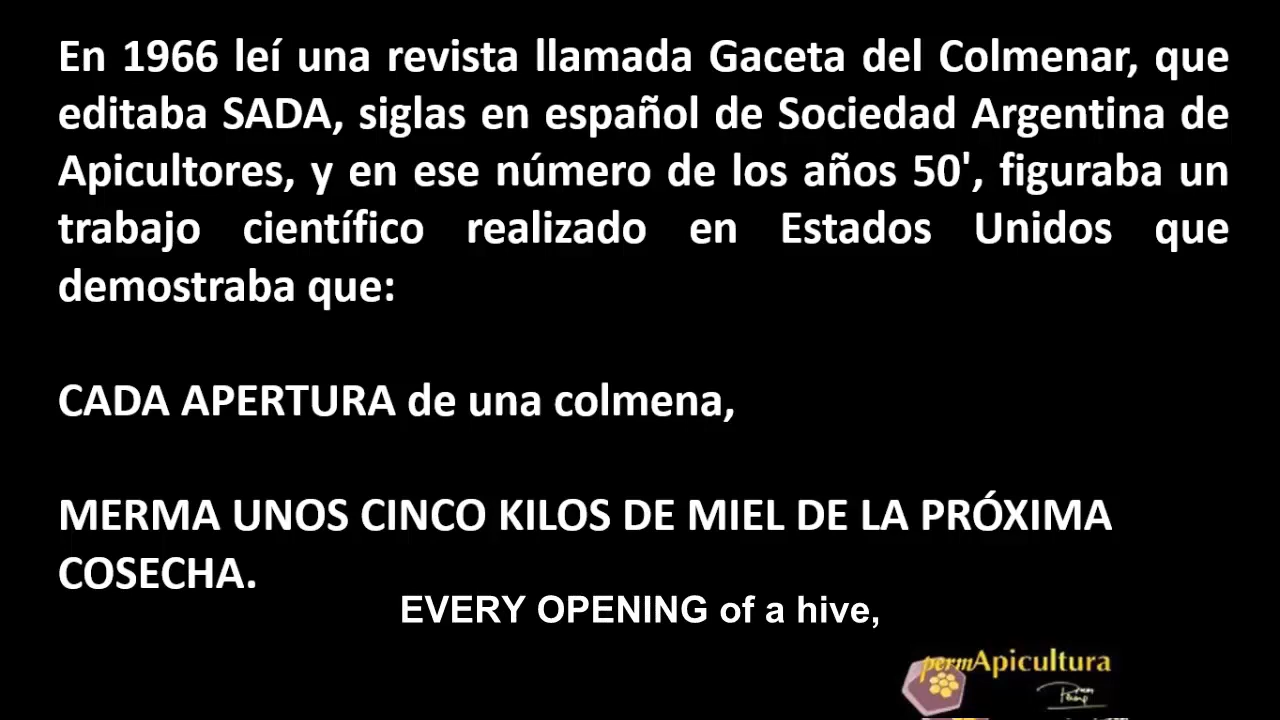 En 1966 leí una revista llamada Gaceta del Colmenar, que
editaba SADA, siglas en español de Sociedad Argentina de
Apicultores, y en ese número de los años 50', figuraba un
trabajo científico realizado en Estados Unidos que
demostraba que:
CADA APERTURA de una colmena,
MERMA UNOS CINCO KILOS DE MIEL DE LA PRÓXIMA
COSECHA.
EVERY OPENING of a hive,
permApicultura